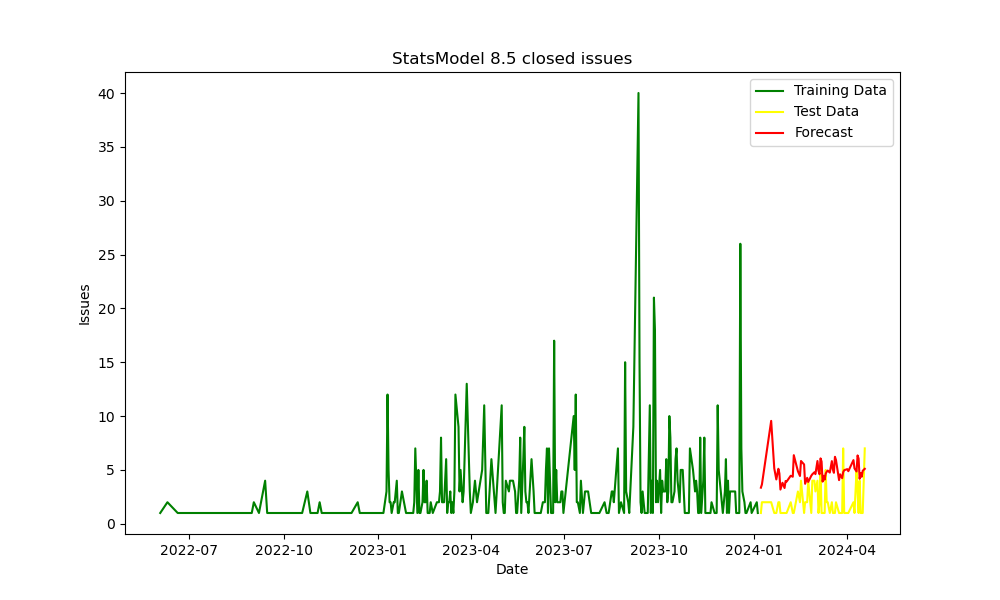 StatsModel 8.5 closed issues
Training Data
Test Data
Forecast
40
35
30
25
20
15
10
5
0
Issues
2022-07 2022-10 2023-01 2023-04 2023-07 2023-10 2024-01 2024-04
Date